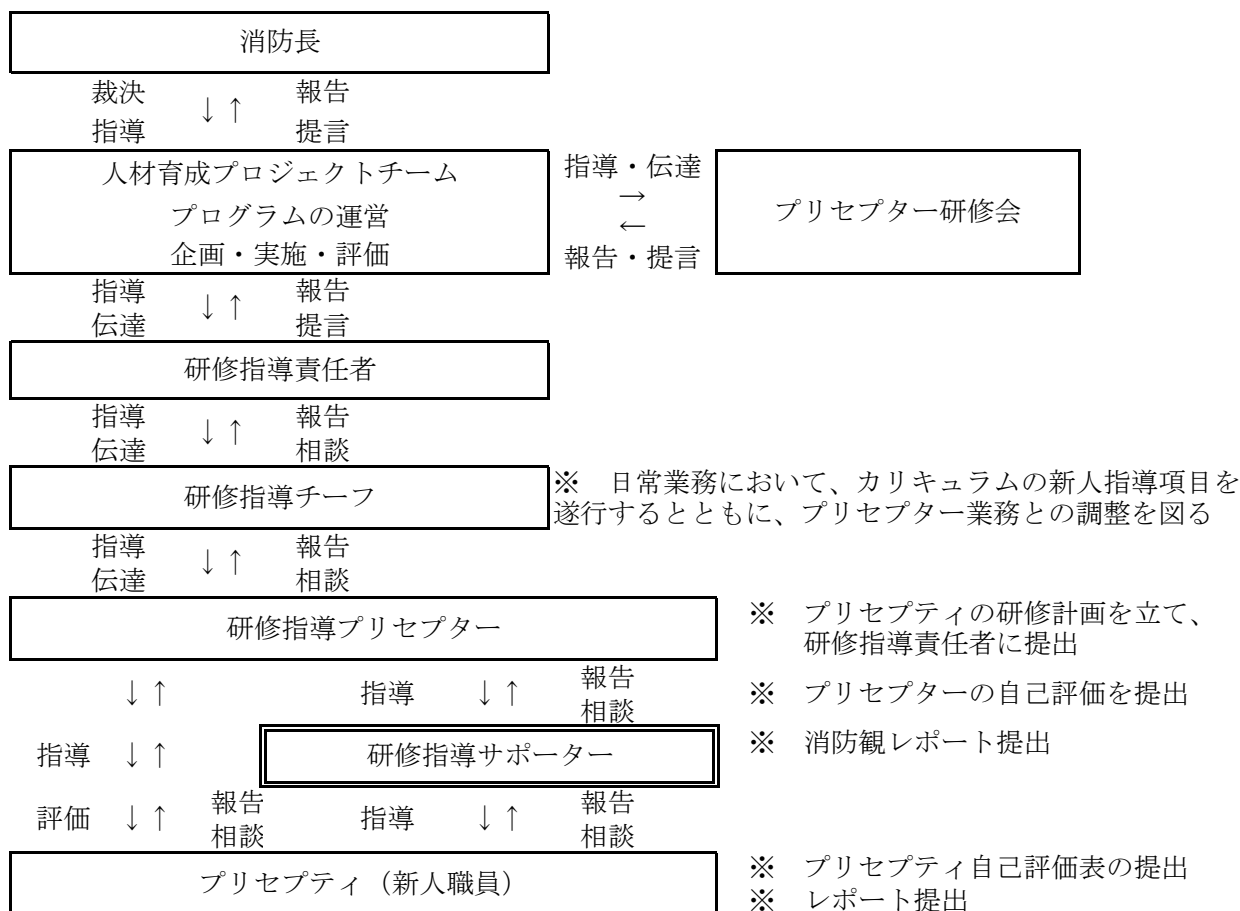 消防長
裁決 ↓↑ 報告
指導 提言
人材育成プロジェクトチーム
プログラムの運営
企画・実施・評価
指導・伝達
→
←
報告・提言
プリセプター研修会
指導 ↓↑ 報告
伝達 提言
研修指導責任者
指導 ↓↑ 報告
伝達 相談
研修指導チーフ
※ 日常業務において、カリキュラムの新人指導項目を
遂行するとともに、プリセプター業務との調整を図る
指導 ↓↑ 報告
伝達 相談
研修指導プリセプター
※ プリセプティの研修計画を立て、
研修指導責任者に提出
↓↑ 指導 ↓↑ 報告
相談
※ プリセプターの自己評価を提出
指導 ↓↑ 研修指導サポーター
※ 消防観レポート提出
評価 ↓↑ 報告 指導 ↓↑ 報告
相談 相談
プリセプティ（新人職員）
※ プリセプティ自己評価表の提出
※ レポート提出